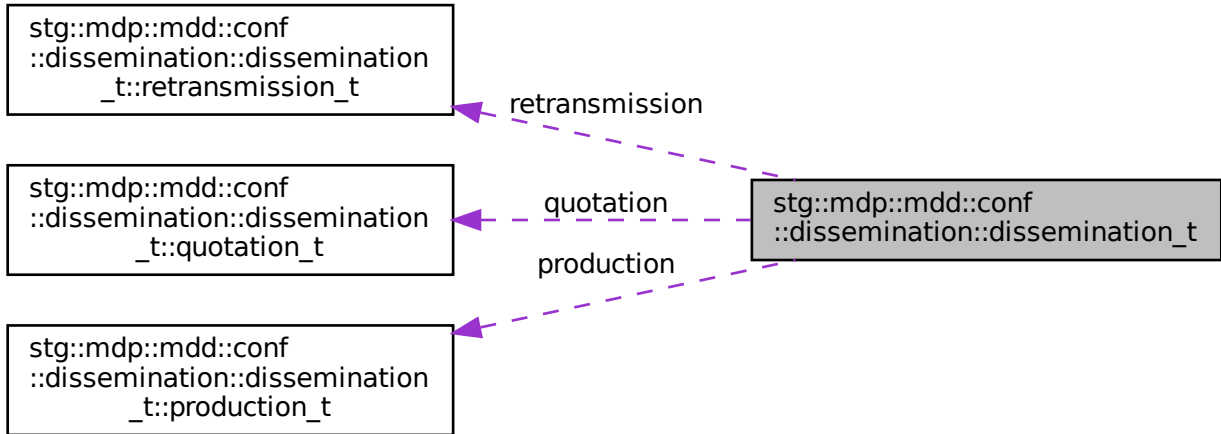 stg::mdp::mdd::conf
::dissemination::dissemination
_t::retransmission_t
retransmission
stg::mdp::mdd::conf
::dissemination::dissemination
_t::quotation_t
quotation
stg::mdp::mdd::conf
::dissemination::dissemination_t
production
stg::mdp::mdd::conf
::dissemination::dissemination
_t::production_t